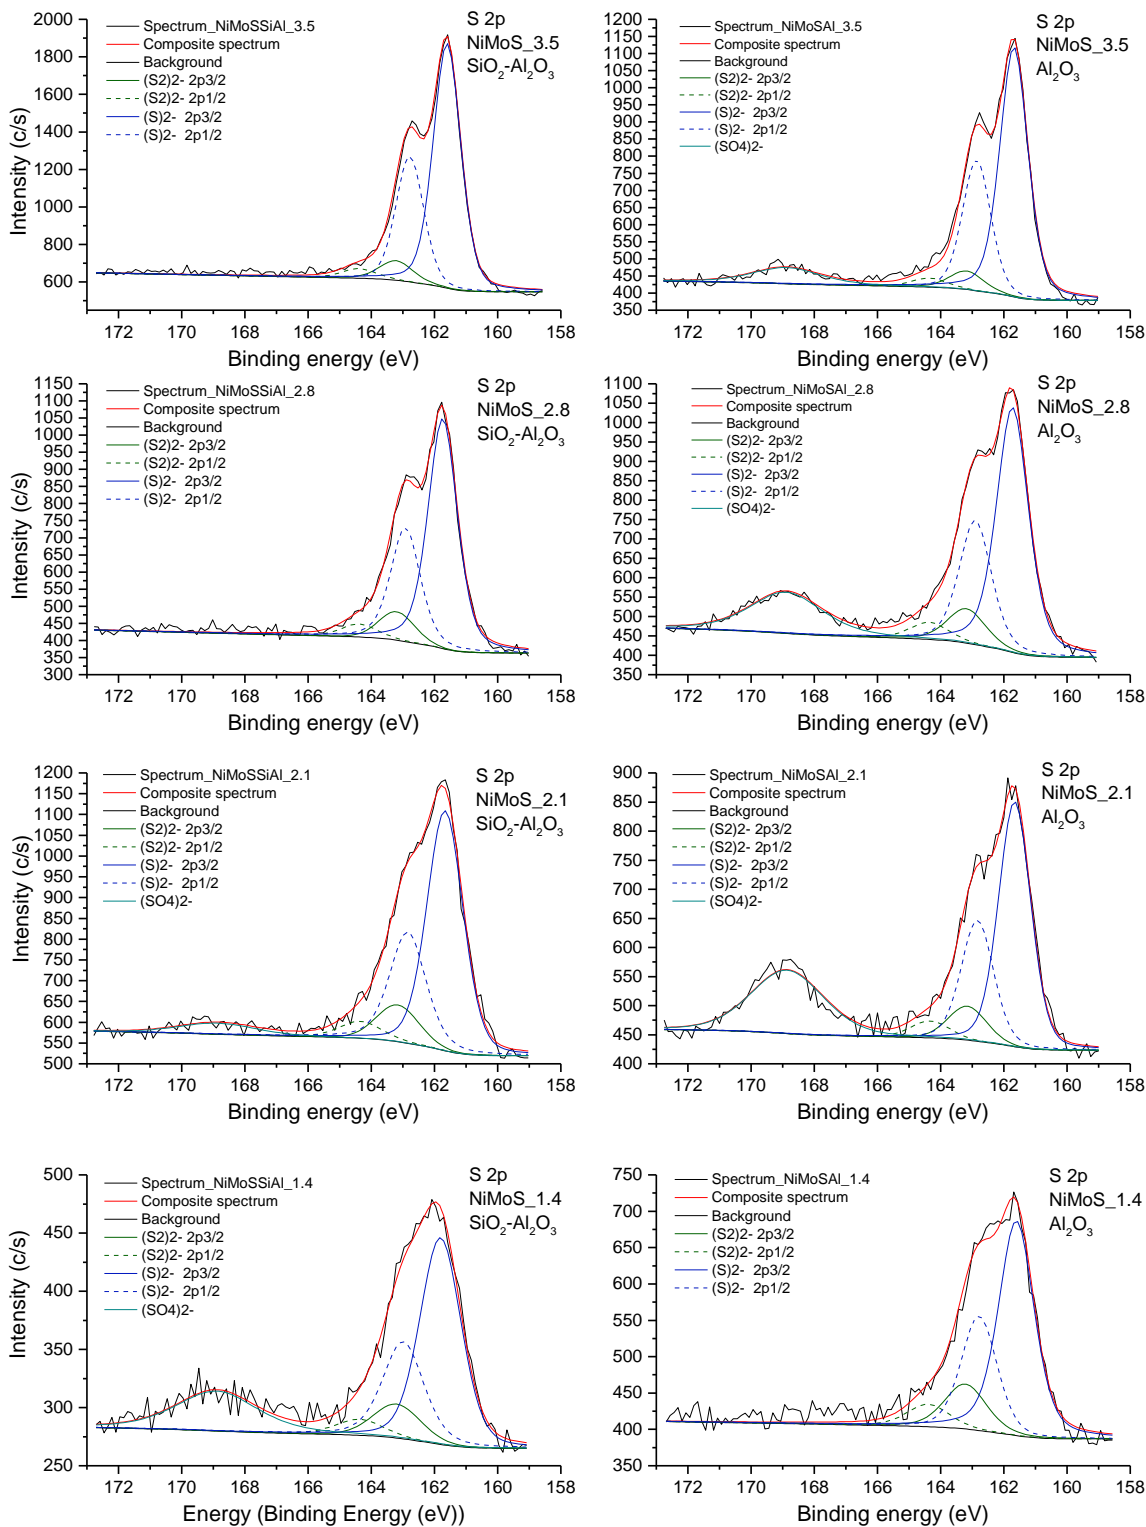 Spectrum_NiMoSSiAl_3.5
Composite spectrum
Background
(S2)2- 2p3/2
(S2)2- 2p1/2
(S)2-  2p3/2
(S)2-  2p1/2
S 2p
NiMoS_3.5
SiO2-Al2O3
2000
1800
1600
1400
1200
1000
800
600
Intensity (c/s)
172 170 168 166 164 162 160 158
Binding energy (eV)
Spectrum_NiMoSAl_3.5
Composite spectrum
Background
(S2)2- 2p3/2
(S2)2- 2p1/2
(S)2-  2p3/2
(S)2-  2p1/2
(SO4)2-
S 2p
NiMoS_3.5
Al2O3
1200
1150
1100
1050
1000
950
900
850
800
750
700
650
600
550
500
450
400
350
172 170 168 166 164 162 160 158
Binding energy (eV)
Spectrum_NiMoSSiAl_2.8
Composite spectrum
Background
(S2)2- 2p3/2
(S2)2- 2p1/2
(S)2-  2p3/2
(S)2-  2p1/2
S 2p
NiMoS_2.8
SiO2-Al2O3
1150
1100
1050
1000
950
900
850
800
750
700
650
600
550
500
450
400
350
300
Intensity (c/s)
172 170 168 166 164 162 160 158
Binding energy (eV)
Spectrum_NiMoSAl_2.8
Composite spectrum
Background
(S2)2- 2p3/2
(S2)2- 2p1/2
(S)2-  2p3/2
(S)2-  2p1/2
(SO4)2-
S 2p
NiMoS_2.8
Al2O3
1100
1050
1000
950
900
850
800
750
700
650
600
550
500
450
400
350
172 170 168 166 164 162 160 158
Binding energy (eV)
Spectrum_NiMoSSiAl_2.1
Composite spectrum
Background
(S2)2- 2p3/2
(S2)2- 2p1/2
(S)2-  2p3/2
(S)2-  2p1/2
(SO4)2-
S 2p
NiMoS_2.1
SiO2-Al2O3
1200
1150
1100
1050
1000
950
900
850
800
750
700
650
600
550
500
Intensity (c/s)
172 170 168 166 164 162 160 158
Binding energy (eV)
Spectrum_NiMoSAl_2.1
Composite spectrum
Background
(S2)2- 2p3/2
(S2)2- 2p1/2
(S)2-  2p3/2
(S)2-  2p1/2
(SO4)2-
S 2p
NiMoS_2.1
Al2O3
900
850
800
750
700
650
600
550
500
450
400
172 170 168 166 164 162 160 158
Binding energy (eV)
Spectrum_NiMoSSiAl_1.4
Composite spectrum
Background
(S2)2- 2p3/2
(S2)2- 2p1/2
(S)2-  2p3/2
(S)2-  2p1/2
(SO4)2-
S 2p
NiMoS_1.4
SiO2-Al2O3
500
450
400
350
300
250
Intensity (c/s)
172 170 168 166 164 162 160 158
Energy (Binding Energy (eV))
Spectrum_NiMoSAl_1.4
Composite spectrum
Background
(S2)2- 2p3/2
(S2)2- 2p1/2
(S)2-  2p3/2
(S)2-  2p1/2
S 2p
NiMoS_1.4
Al2O3
750
700
650
600
550
500
450
400
350
172 170 168 166 164 162 160 158
Binding energy (eV)